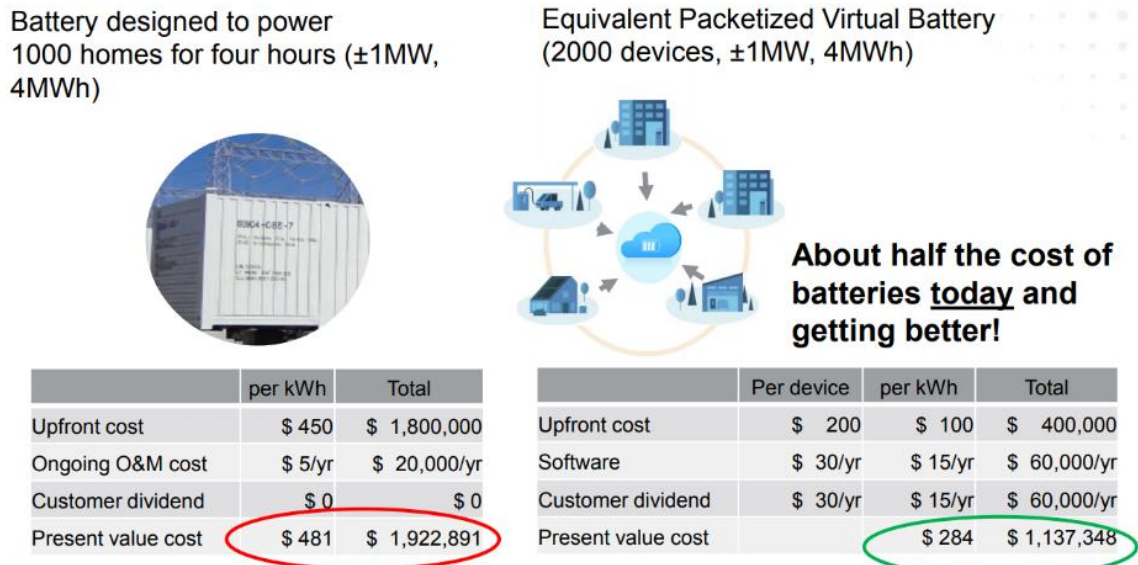 Battery designed to power
1000 homes for four hours (±1MW,
4MWh)
Equivalent Packetized Virtual Battery
(2000 devices, ±1MW, 4MWh)
About half the cost of
batteries today and
getting better!
per kWh Total
Upfront cost $ 450 $ 1,800,000
Ongoing O&M cost $ 5/yr $ 20,000/yr
Customer dividend $ 0 $ 0
Present value cost $ 481 $ 1,922,891
Per device per kWh Total
Upfront cost $ 200 $ 100 $ 400,000
Software $ 30/yr $ 15/yr $ 60,000/yr
Customer dividend $ 30/yr $ 15/yr $ 60,000/yr
Present value cost $ 284 $ 1,137,348